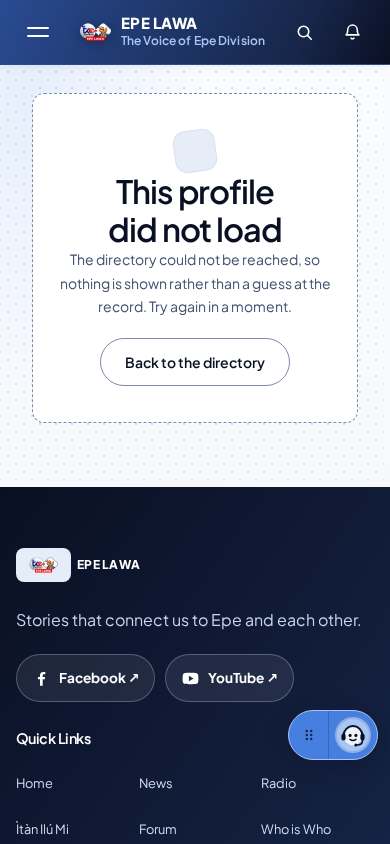 EPE LAWA
The Voice of Epe Division
This profile
did not load
The directory could not be reached, so
nothing is shown rather than a guess at the
record. Try again in a moment.
Back to the directory
EPE LAWA
Stories that connect us to Epe and each other.
Facebook ↗
YouTube ↗
Quick Links
Home
News
Radio
Ìtàn Ilú Mi
Forum
Who is Who